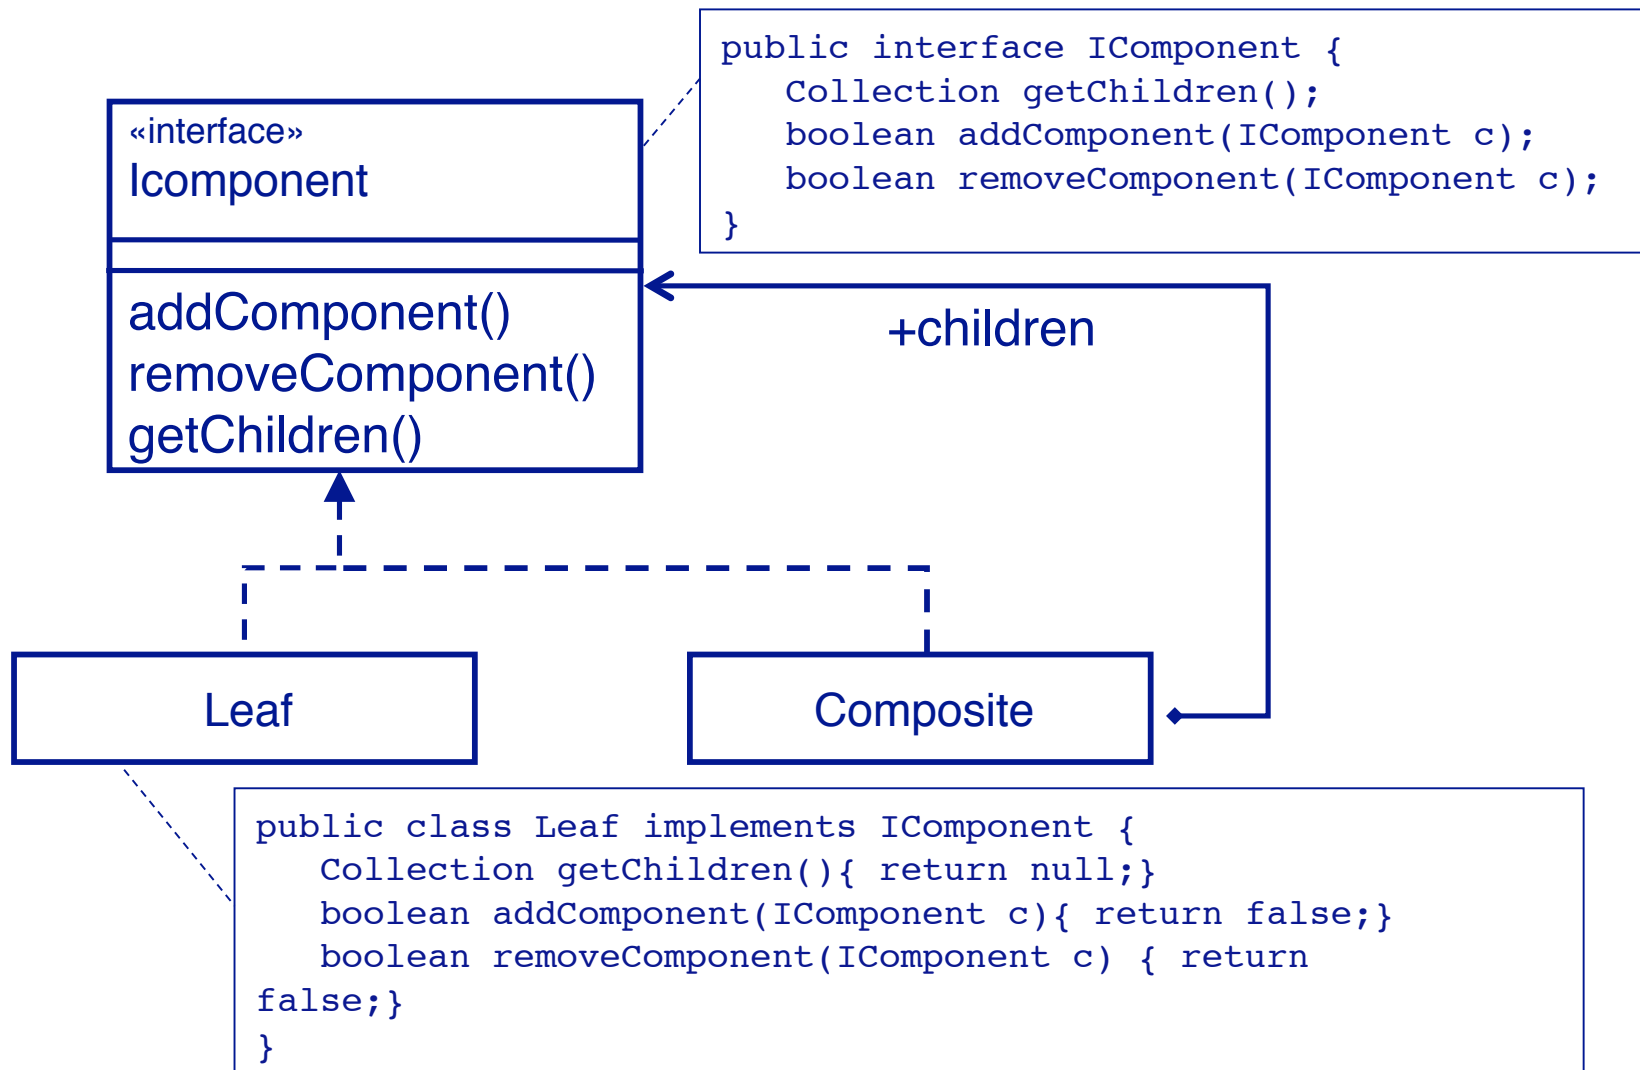 public interface IComponent {
Collection getChildren();
boolean addComponent(IComponent c);
boolean removeComponent(IComponent c);
}
«interface»
Icomponent
addComponent()
removeComponent()
getChildren()
+children
Leaf
Composite
public class Leaf implements IComponent {
Collection getChildren(){ return null;}
boolean addComponent(IComponent c){ return false;}
boolean removeComponent(IComponent c) { return
false;}
}